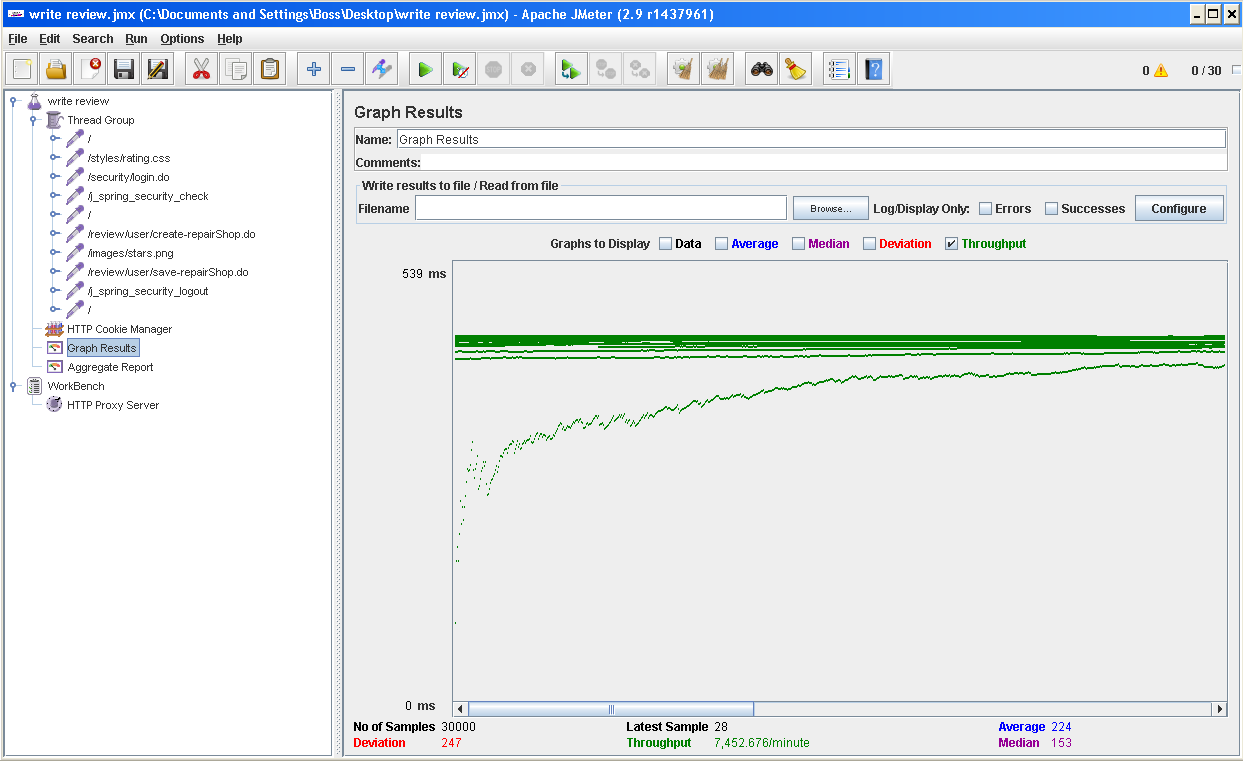 write review.jmx (C:\Documents and Settings\Boss\Desktop\write review.jmx) - Apache JMeter (2.9 r1437961)
File Edit Search Run Options Help
0 0 / 30
write review
Thread Group
/
/styles/rating.css
/security/login.do
/j_spring_security_check
/
/review/user/create-repairShop.do
/images/stars.png
/review/user/save-repairShop.do
/j_spring_security_logout
/
HTTP Cookie Manager
Graph Results
Aggregate Report
WorkBench
HTTP Proxy Server
Graph Results
Name: Graph Results
Comments:
Write results to file / Read from file
Filename Browse... Log/Display Only: Errors Successes Configure
Graphs to Display Data Average Median Deviation Throughput
539 ms
0 ms
No of Samples 30000 Latest Sample 28 Average 224
Deviation 247 Throughput 7,452.676/minute Median 153